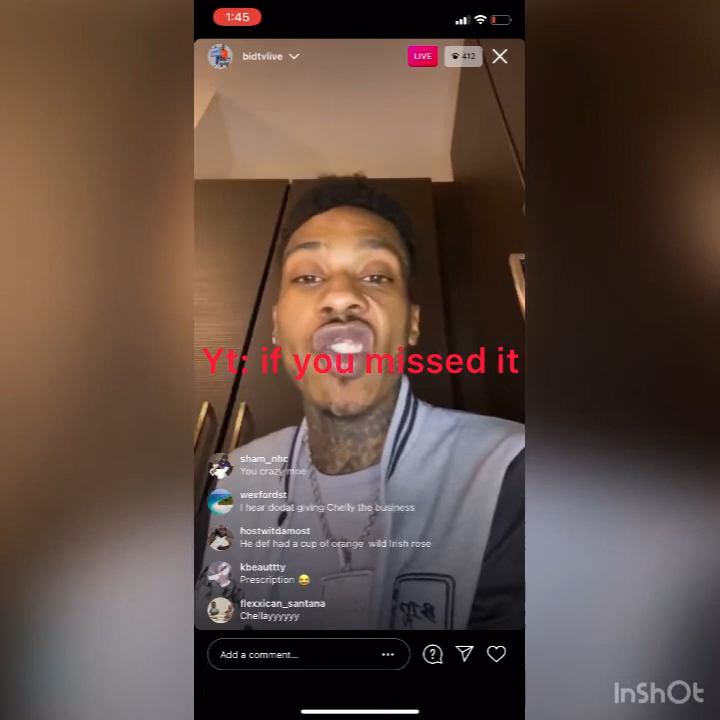 1:45
bidtvlive
LIVE
412
Yt: if you missed it
sham_nhc
You crazy moe
wexfordst
I hear dodat giving Chelly the business
hostwitdamost
He def had a cup of orange wild Irish rose
kbeauttty
Prescription 😂
flexxican_santana
Chellayyyyyy
Add a comment...
InShOt